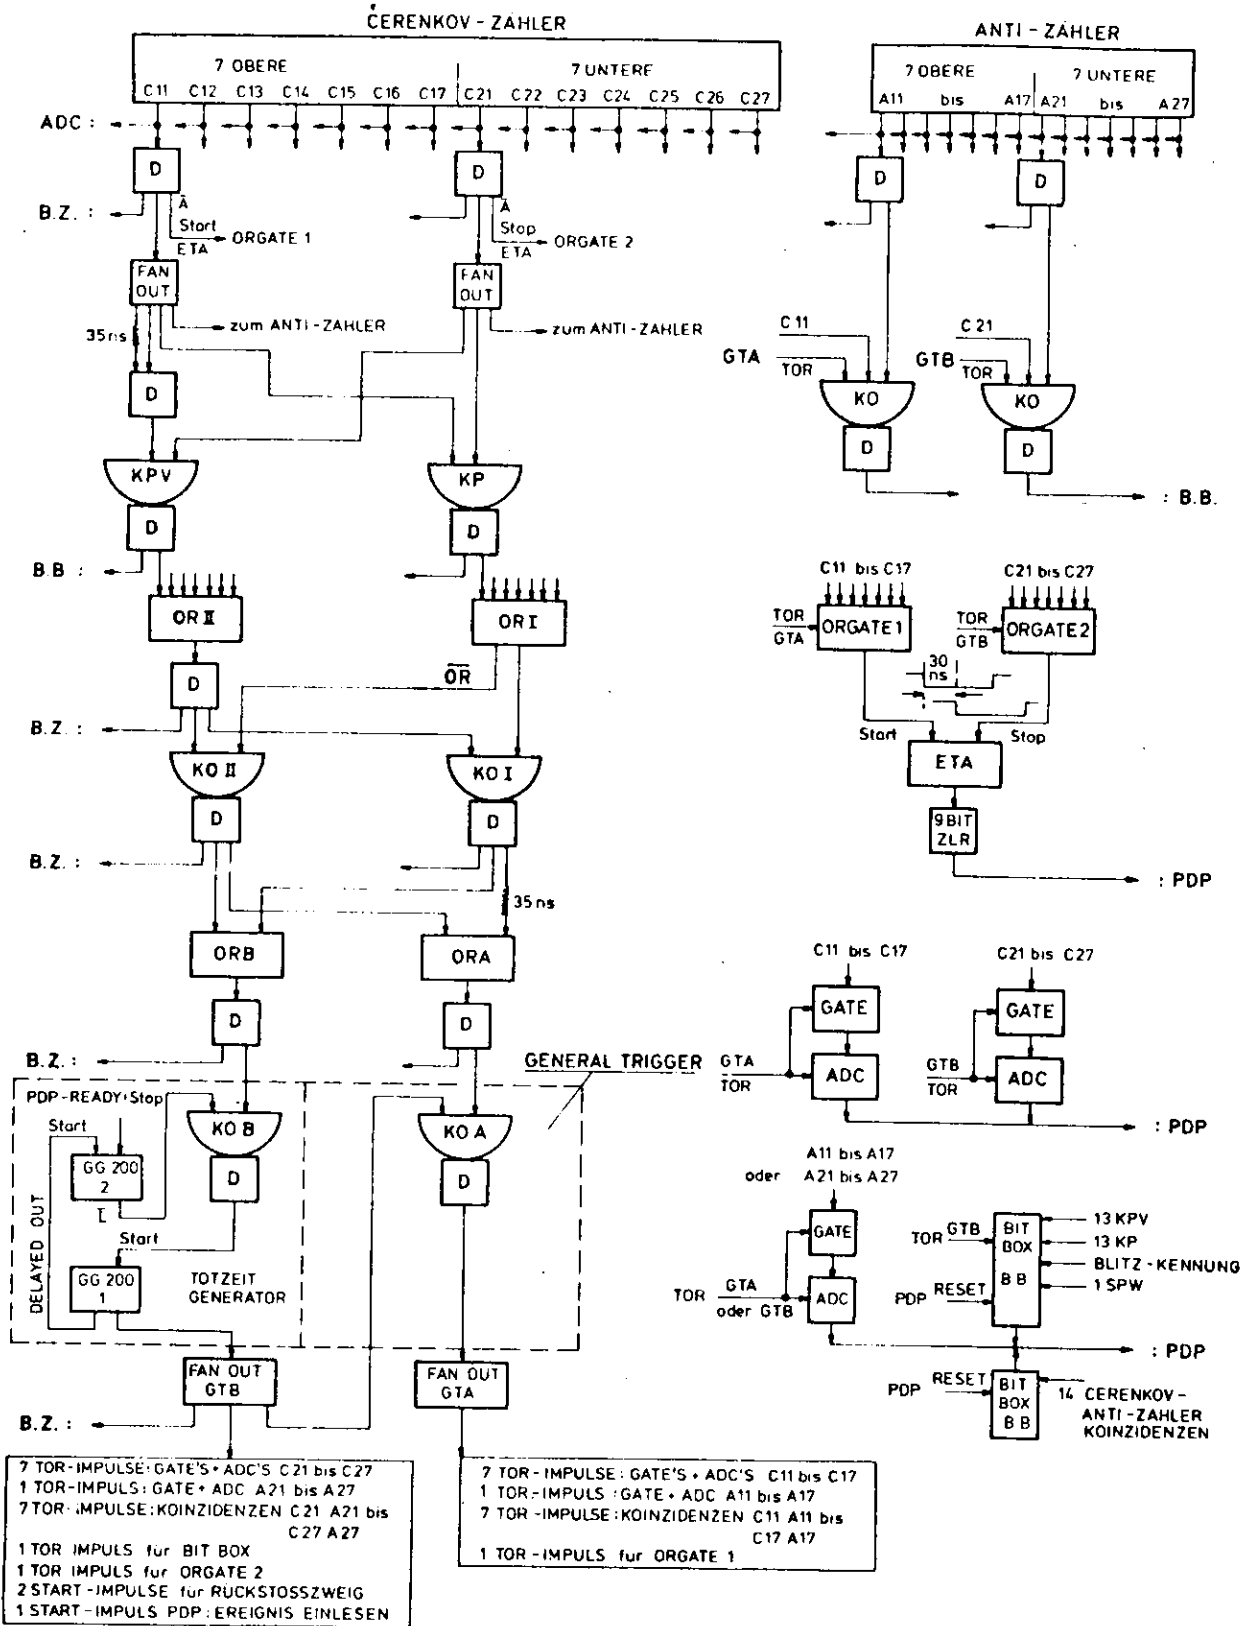 ČERENKOV - ZÄHLER
7 OBERE
7 UNTERE
C11 C12 C13 C14 C15 C16 C17 C21 C22 C23 C24 C25 C26 C27
ADC :
D
D
B.Z. :
Ā
Start
ETA
ORGATE 1
Ā
Stop
ETA
ORGATE 2
FAN
OUT
FAN
OUT
35ns
zum ANTI-ZÄHLER
zum ANTI-ZÄHLER
D
KPV
KP
D
D
B.B :
OR II
OR I
D
O̅R̅
B.Z. :
KO II
KO I
D
D
B.Z. :
35 ns
ORB
ORA
D
D
B.Z. :
GENERAL TRIGGER
PDP-READY:Stop
Start
GG 200
2
L̅
KO B
KO A
D
D
DELAYED OUT
Start
GG 200
1
TOTZEIT
GENERATOR
FAN OUT
GTB
FAN OUT
GTA
B.Z. :
7 TOR-IMPULSE: GATE'S + ADC'S C21 bis C27
1 TOR-IMPULS: GATE + ADC A21 bis A27
7 TOR-IMPULSE: KOINZIDENZEN C21 A21 bis
C27 A27
1 TOR IMPULS für BIT BOX
1 TOR IMPULS für ORGATE 2
2 START-IMPULSE für RÜCKSTOSSZWEIG
1 START-IMPULS PDP: EREIGNIS EINLESEN
7 TOR-IMPULSE: GATE'S + ADC'S C11 bis C17
1 TOR-IMPULS: GATE + ADC A11 bis A17
7 TOR-IMPULSE: KOINZIDENZEN C11 A11 bis
C17 A17
1 TOR-IMPULS für ORGATE 1
ANTI - ZÄHLER
7 OBERE
7 UNTERE
A11 bis A17 A21 bis A27
D
D
C 11
GTA
TOR
C 21
GTB
TOR
KO
KO
D
D
: B.B.
C11 bis C17
C21 bis C27
TOR
GTA
ORGATE1
TOR
GTB
ORGATE2
30
ns
Start
Stop
ETA
9 BIT
ZLR
: PDP
C11 bis C17
C21 bis C27
GATE
GATE
GTA
TOR
ADC
GTB
TOR
ADC
: PDP
A11 bis A17
oder A21 bis A27
GATE
TOR GTA
oder GTB
ADC
TOR GTB
BIT
BOX
B B
13 KPV
13 KP
BLITZ - KENNUNG
1 SPW
PDP RESET
: PDP
PDP RESET
BIT
BOX
B B
14 CERENKOV-
ANTI-ZÄHLER
KOINZIDENZEN